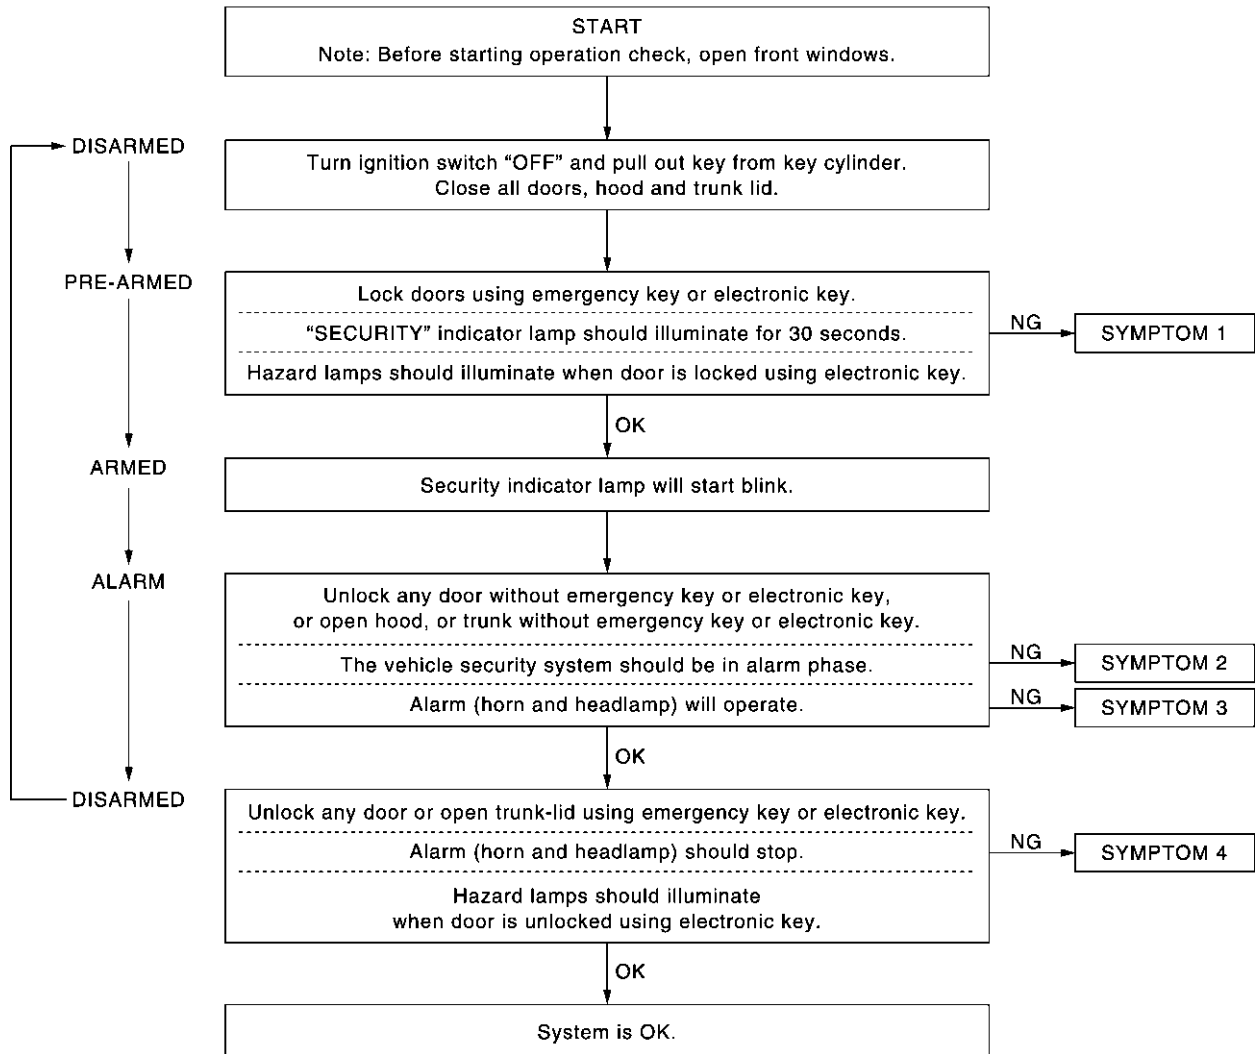 START
Note: Before starting operation check, open front windows.
DISARMED
Turn ignition switch “OFF” and pull out key from key cylinder.
Close all doors, hood and trunk lid.
PRE-ARMED
Lock doors using emergency key or electronic key.
“SECURITY” indicator lamp should illuminate for 30 seconds.
NG
SYMPTOM 1
Hazard lamps should illuminate when door is locked using electronic key.
OK
ARMED
Security indicator lamp will start blink.
ALARM
Unlock any door without emergency key or electronic key,
or open hood, or trunk without emergency key or electronic key.
The vehicle security system should be in alarm phase.
NG
SYMPTOM 2
Alarm (horn and headlamp) will operate.
NG
SYMPTOM 3
OK
DISARMED
Unlock any door or open trunk-lid using emergency key or electronic key.
Alarm (horn and headlamp) should stop.
NG
SYMPTOM 4
Hazard lamps should illuminate
when door is unlocked using electronic key.
OK
System is OK.